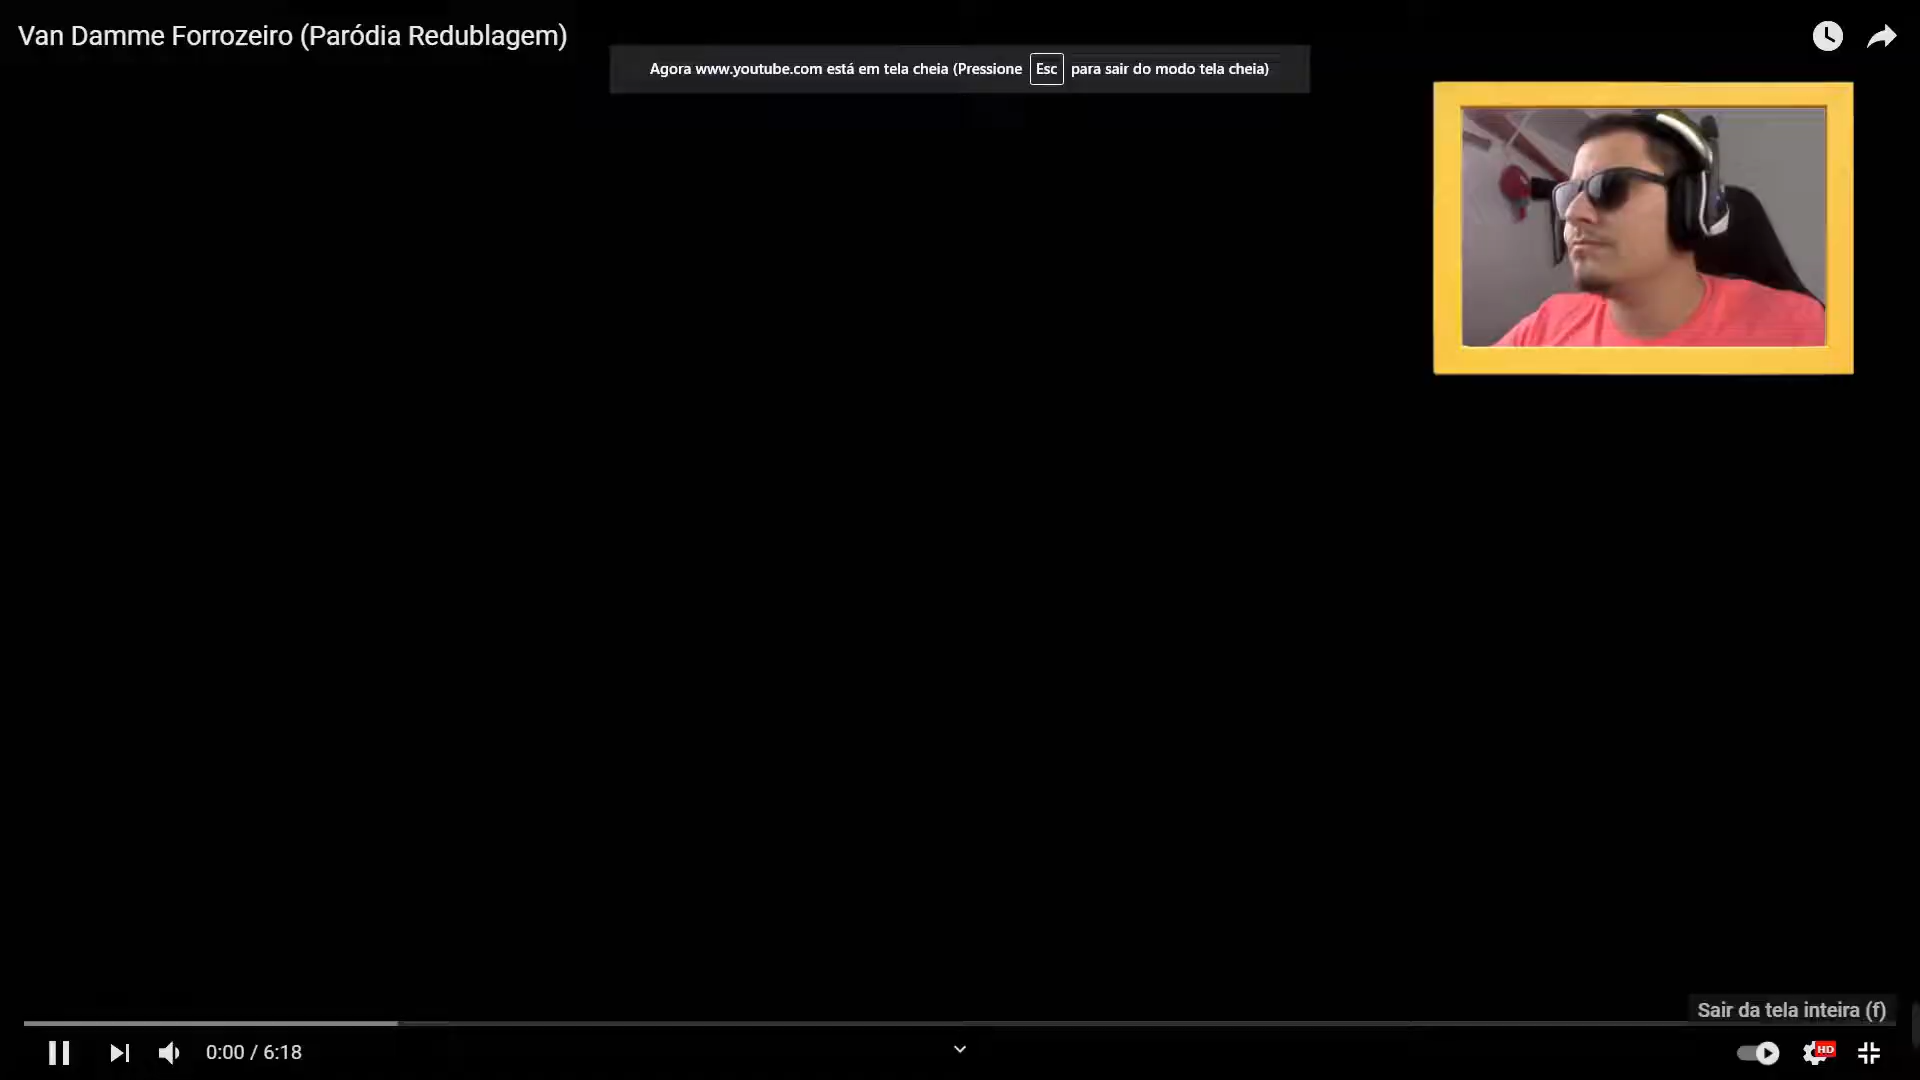 Van Damme Forrozeiro (Paródia Redublagem)
Agora www.youtube.com está em tela cheia (Pressione Esc para sair do modo tela cheia)
Sair da tela inteira (f)
0:00 / 6:18
HD